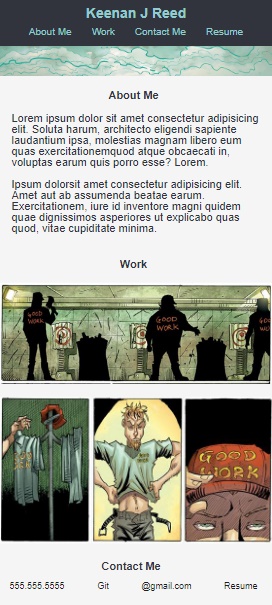 Keenan J Reed
About Me Work Contact Me Resume
About Me
Lorem ipsum dolor sit amet consectetur adipisicing
elit. Soluta harum, architecto eligendi sapiente
laudantium ipsa, molestias magnam libero eum
quas exercitationemquod atque obcaecati in,
voluptas earum quis porro esse? Lorem.
Ipsum dolorsit amet consectetur adipisicing elit.
Amet aut ab assumenda beatae earum.
Exercitationem, iure id inventore magni quidem
quae dignissimos asperiores ut explicabo quas
quod, vitae cupiditate minima.
Work
GOOD
WORK
GOOD
WORK
GOOD
WORK
GOOD
WORK
Contact Me
555.555.5555 Git @gmail.com Resume